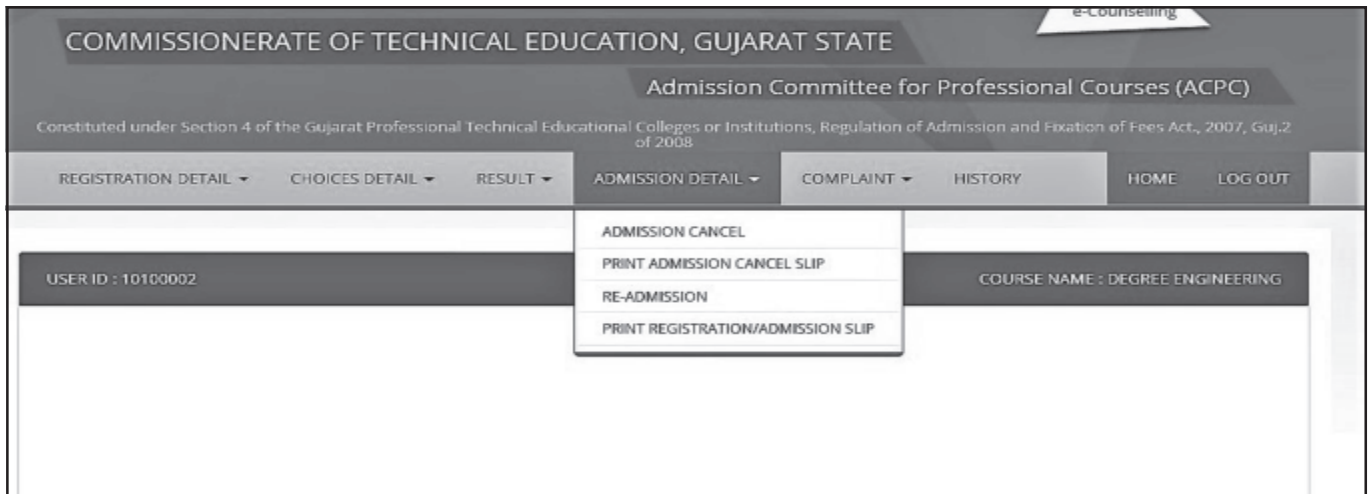 e-Counselling
COMMISSIONERATE OF TECHNICAL EDUCATION, GUJARAT STATE
Admission Committee for Professional Courses (ACPC)
Constituted under Section 4 of the Gujarat Professional Technical Educational Colleges or Institutions, Regulation of Admission and Fixation of Fees Act., 2007, Guj.2
of 2008
REGISTRATION DETAIL CHOICES DETAIL RESULT ADMISSION DETAIL COMPLAINT HISTORY HOME LOG OUT
ADMISSION CANCEL
PRINT ADMISSION CANCEL SLIP
RE-ADMISSION
PRINT REGISTRATION/ADMISSION SLIP
USER ID : 10100002 COURSE NAME : DEGREE ENGINEERING